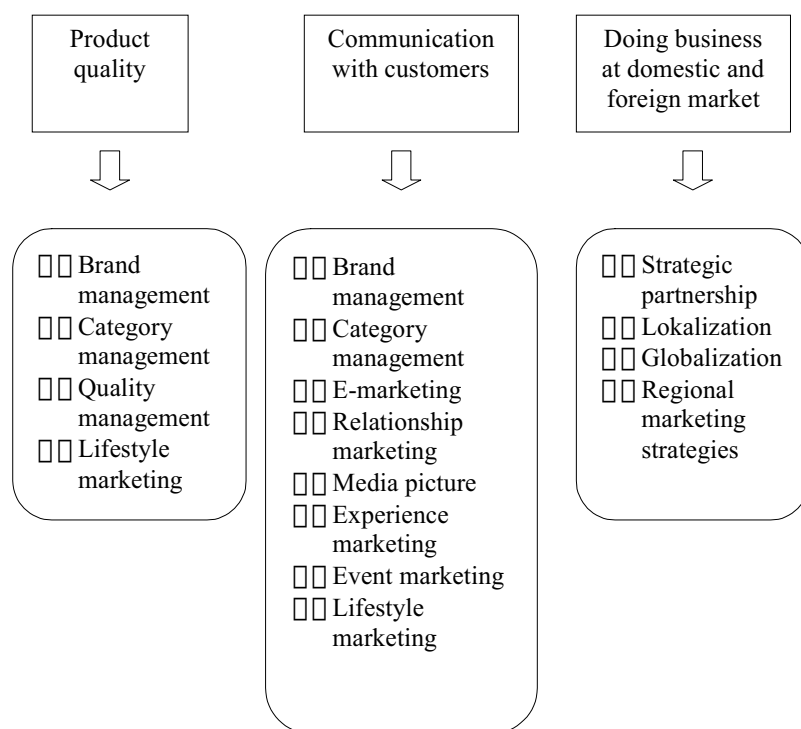 Product
quality
Communication
with customers
Doing business
at domestic and
foreign market
Brand
management
Category
management
Quality
management
Lifestyle
marketing
Brand
management
Category
management
E-marketing
Relationship
marketing
Media picture
Experience
marketing
Event marketing
Lifestyle
marketing
Strategic
partnership
Lokalization
Globalization
Regional
marketing
strategies